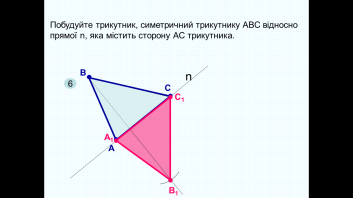 Побудуйте трикутник, симетричний трикутнику АВС відносно
прямої n, яка містить сторону АС трикутника.
B
n
6
C
C₁
A₁
A
B₁